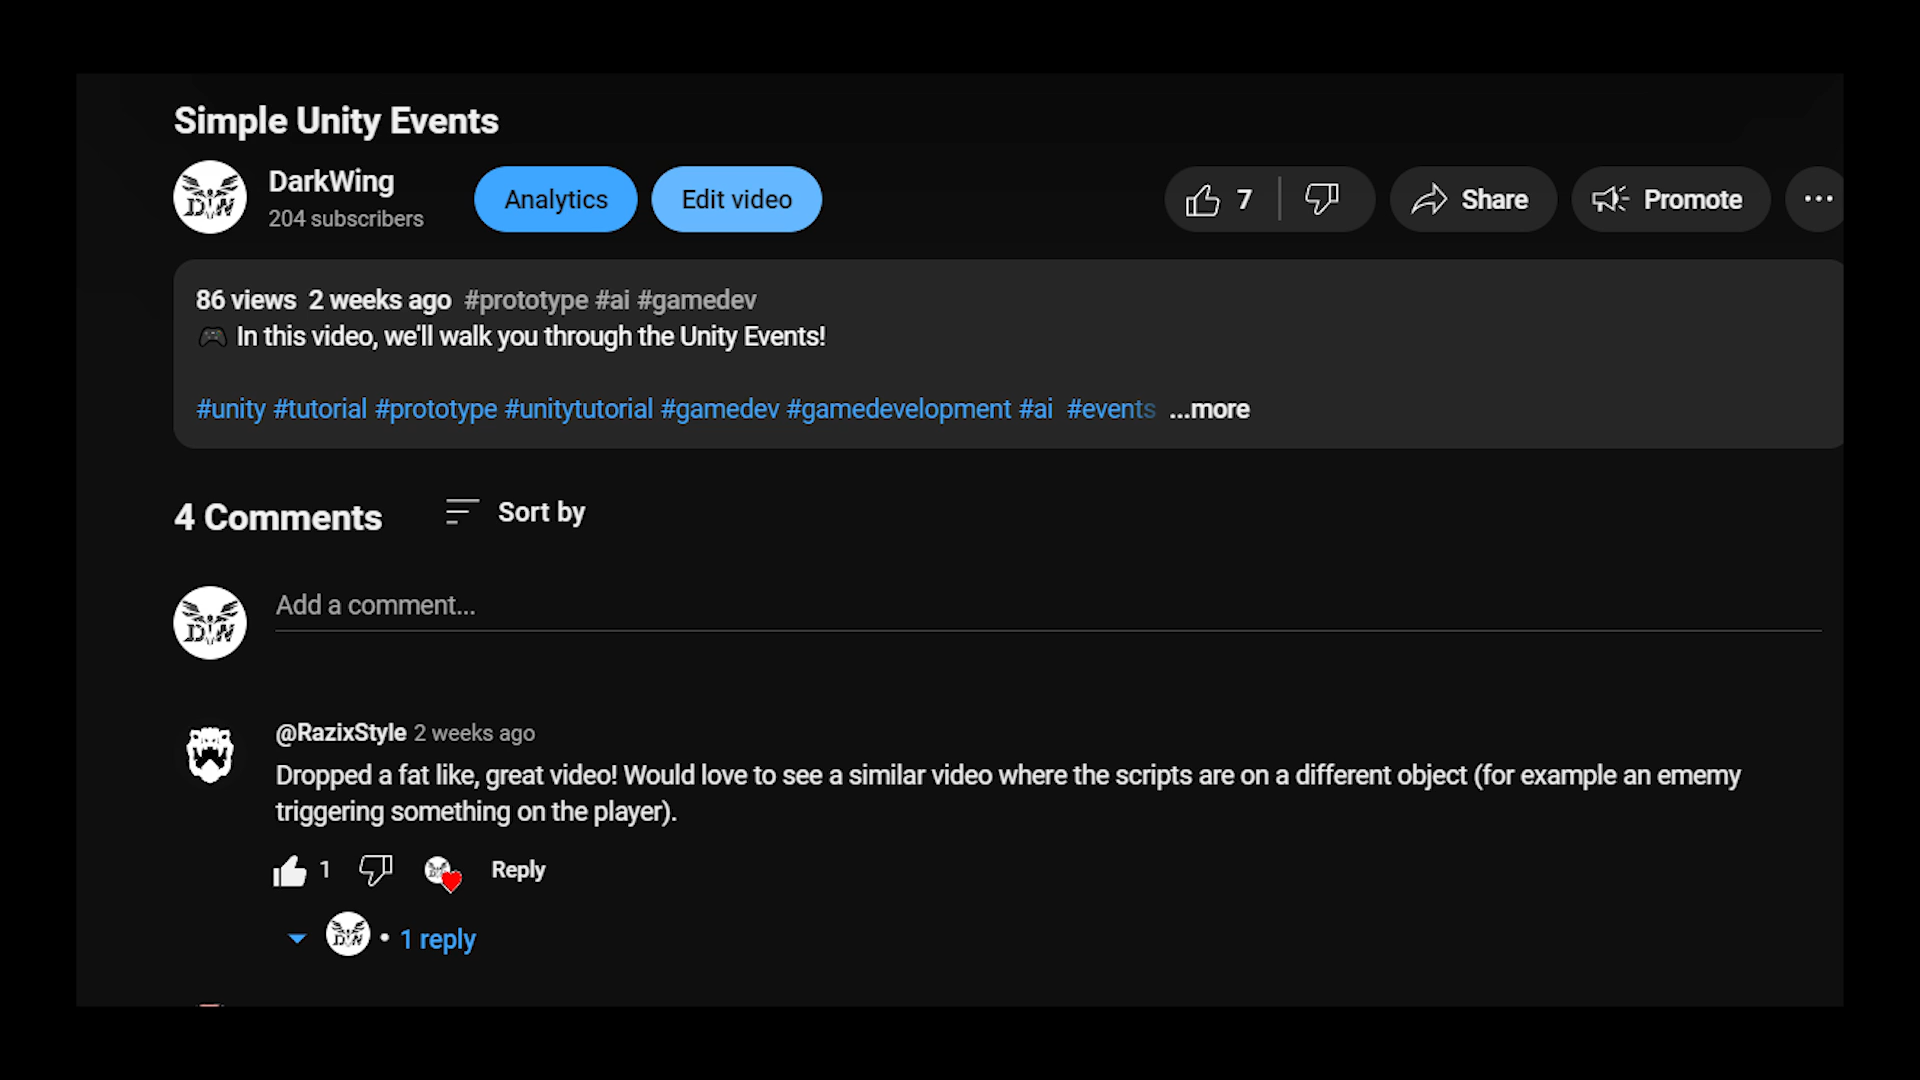 Simple Unity Events
DarkWing
204 subscribers
Analytics
Edit video
7
Share
Promote
86 views 2 weeks ago #prototype #ai #gamedev
🎮 In this video, we'll walk you through the Unity Events!
#unity #tutorial #prototype #unitytutorial #gamedev #gamedevelopment #ai #events ...more
4 Comments
Sort by
DW
Add a comment...
@RazixStyle 2 weeks ago
Dropped a fat like, great video! Would love to see a similar video where the scripts are on a different object (for example an ememy
triggering something on the player).
1
Reply
DW • 1 reply